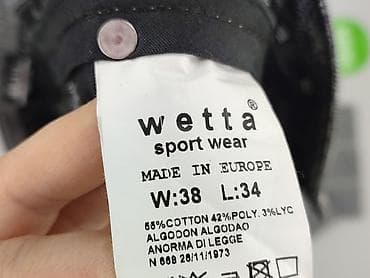 wetta®
sport wear
MADE IN EUROPE
W:38 L:34
55%COTTON 42%POLY. 3%LYC
ALGODON ALGODAO
ANORMA DI LEGGE
N 669 26/11/1973